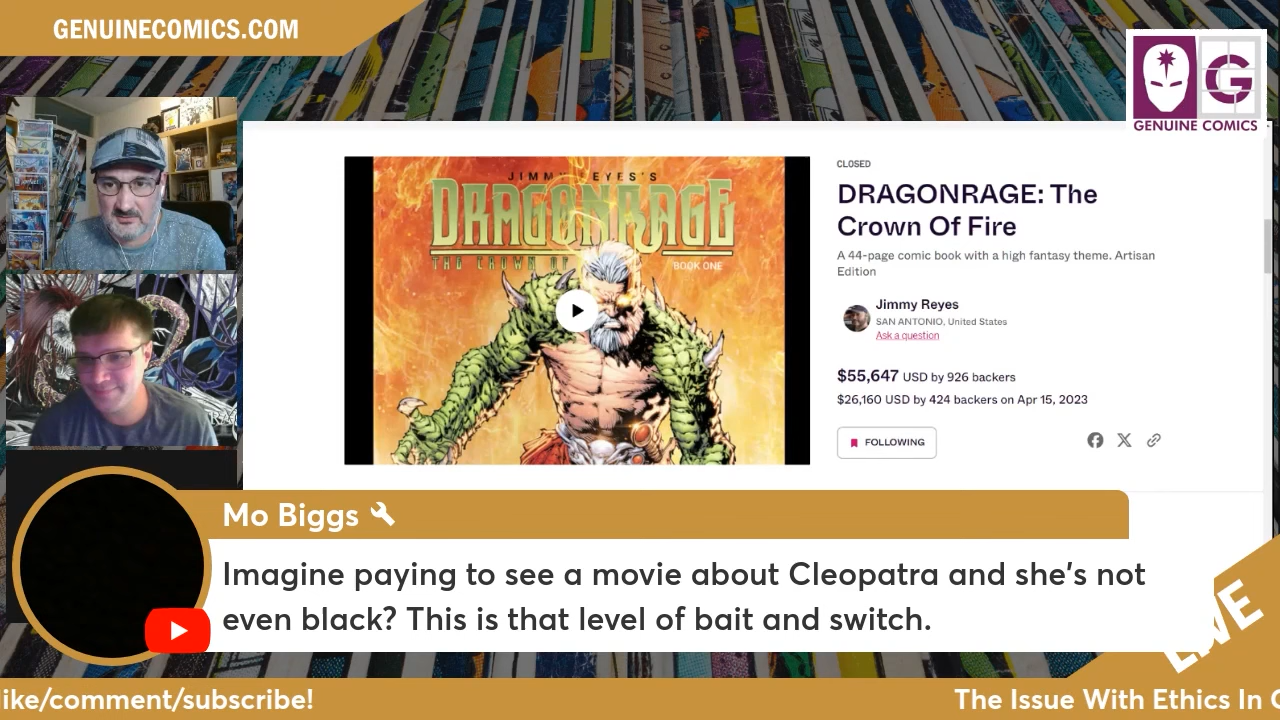 GENUINECOMICS.COM
G
GENUINE COMICS
JIMMY REYES'S
DRAGONRAGE
THE CROWN OF
BOOK ONE
CLOSED
DRAGONRAGE: The
Crown Of Fire
A 44-page comic book with a high fantasy theme. Artisan
Edition
Jimmy Reyes
SAN ANTONIO, United States
Ask a question
$55,647 USD by 926 backers
$26,160 USD by 424 backers on Apr 15, 2023
FOLLOWING
Mo Biggs
Imagine paying to see a movie about Cleopatra and she's not
even black? This is that level of bait and switch.
LIVE
like/comment/subscribe!
The Issue With Ethics In